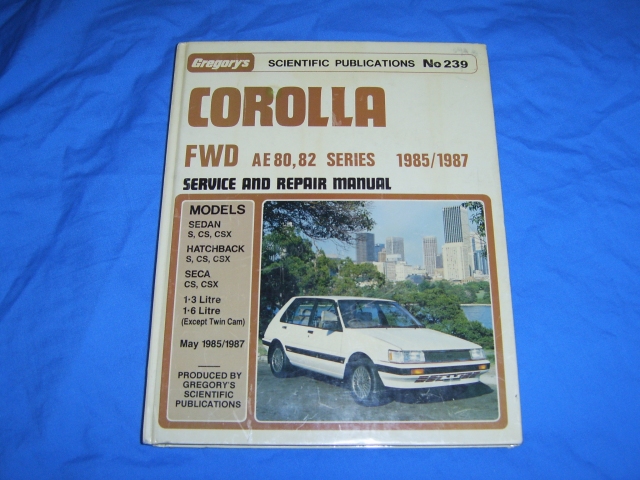 Gregory's SCIENTIFIC PUBLICATIONS No 239
COROLLA
FWD AE 80, 82 SERIES 1985/1987
SERVICE AND REPAIR MANUAL
MODELS
SEDAN
S, CS, CSX
HATCHBACK
S, CS, CSX
SECA
CS, CSX
1·3 Litre
1·6 Litre
(Except Twin Cam)
May 1985/1987
PRODUCED BY
GREGORY'S
SCIENTIFIC
PUBLICATIONS